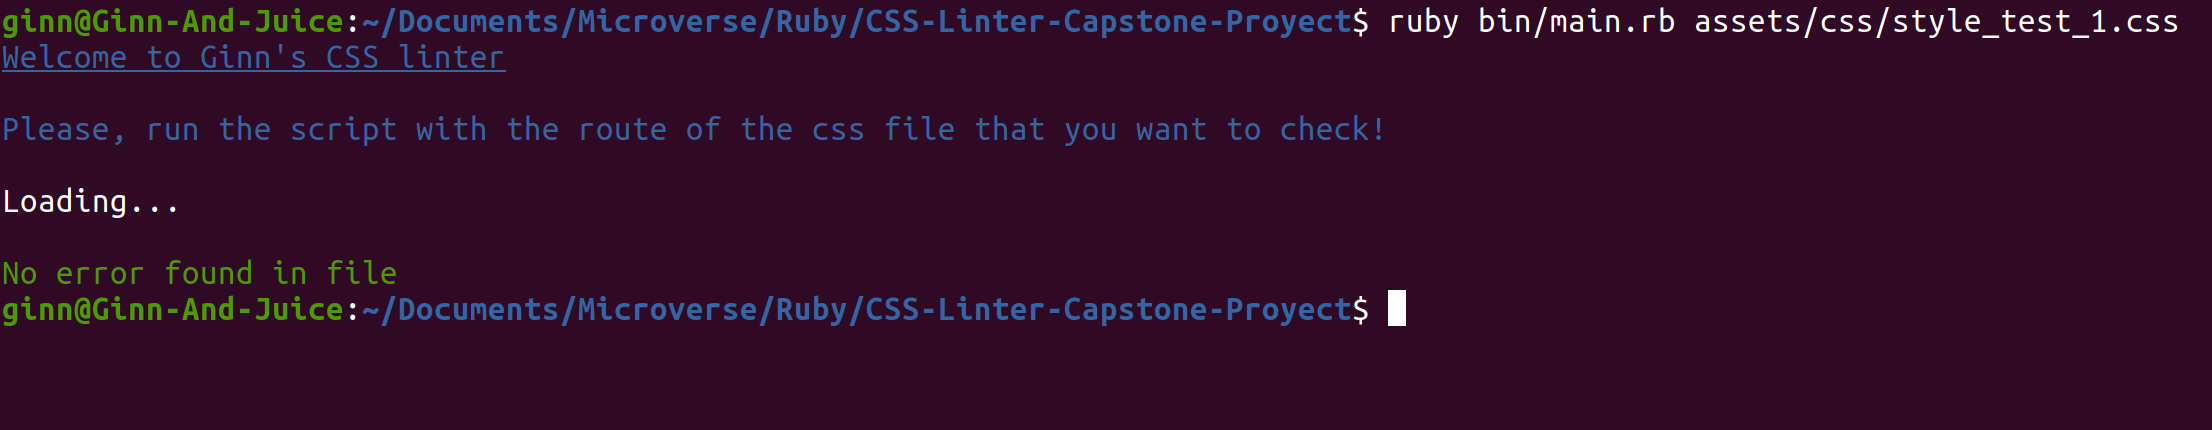 ginn@Ginn-And-Juice:~/Documents/Microverse/Ruby/CSS-Linter-Capstone-Proyect$ ruby bin/main.rb assets/css/style_test_1.css
Welcome to Ginn's CSS linter
Please, run the script with the route of the css file that you want to check!
Loading...
No error found in file
ginn@Ginn-And-Juice:~/Documents/Microverse/Ruby/CSS-Linter-Capstone-Proyect$